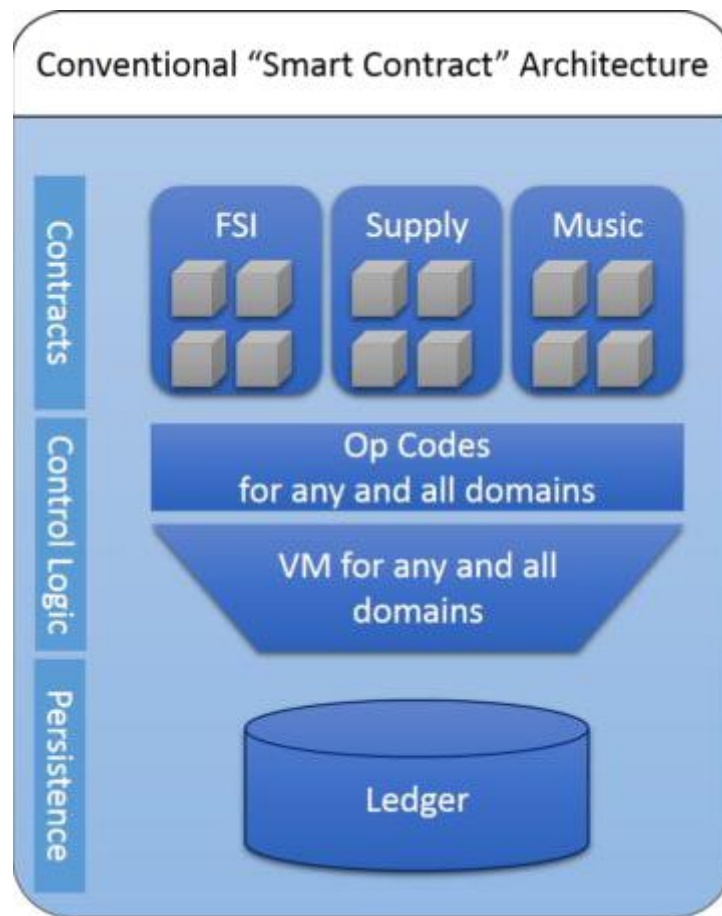 Conventional “Smart Contract” Architecture
Contracts
FSI
Supply
Music
Control Logic
Op Codes
for any and all domains
VM for any and all
domains
Persistence
Ledger